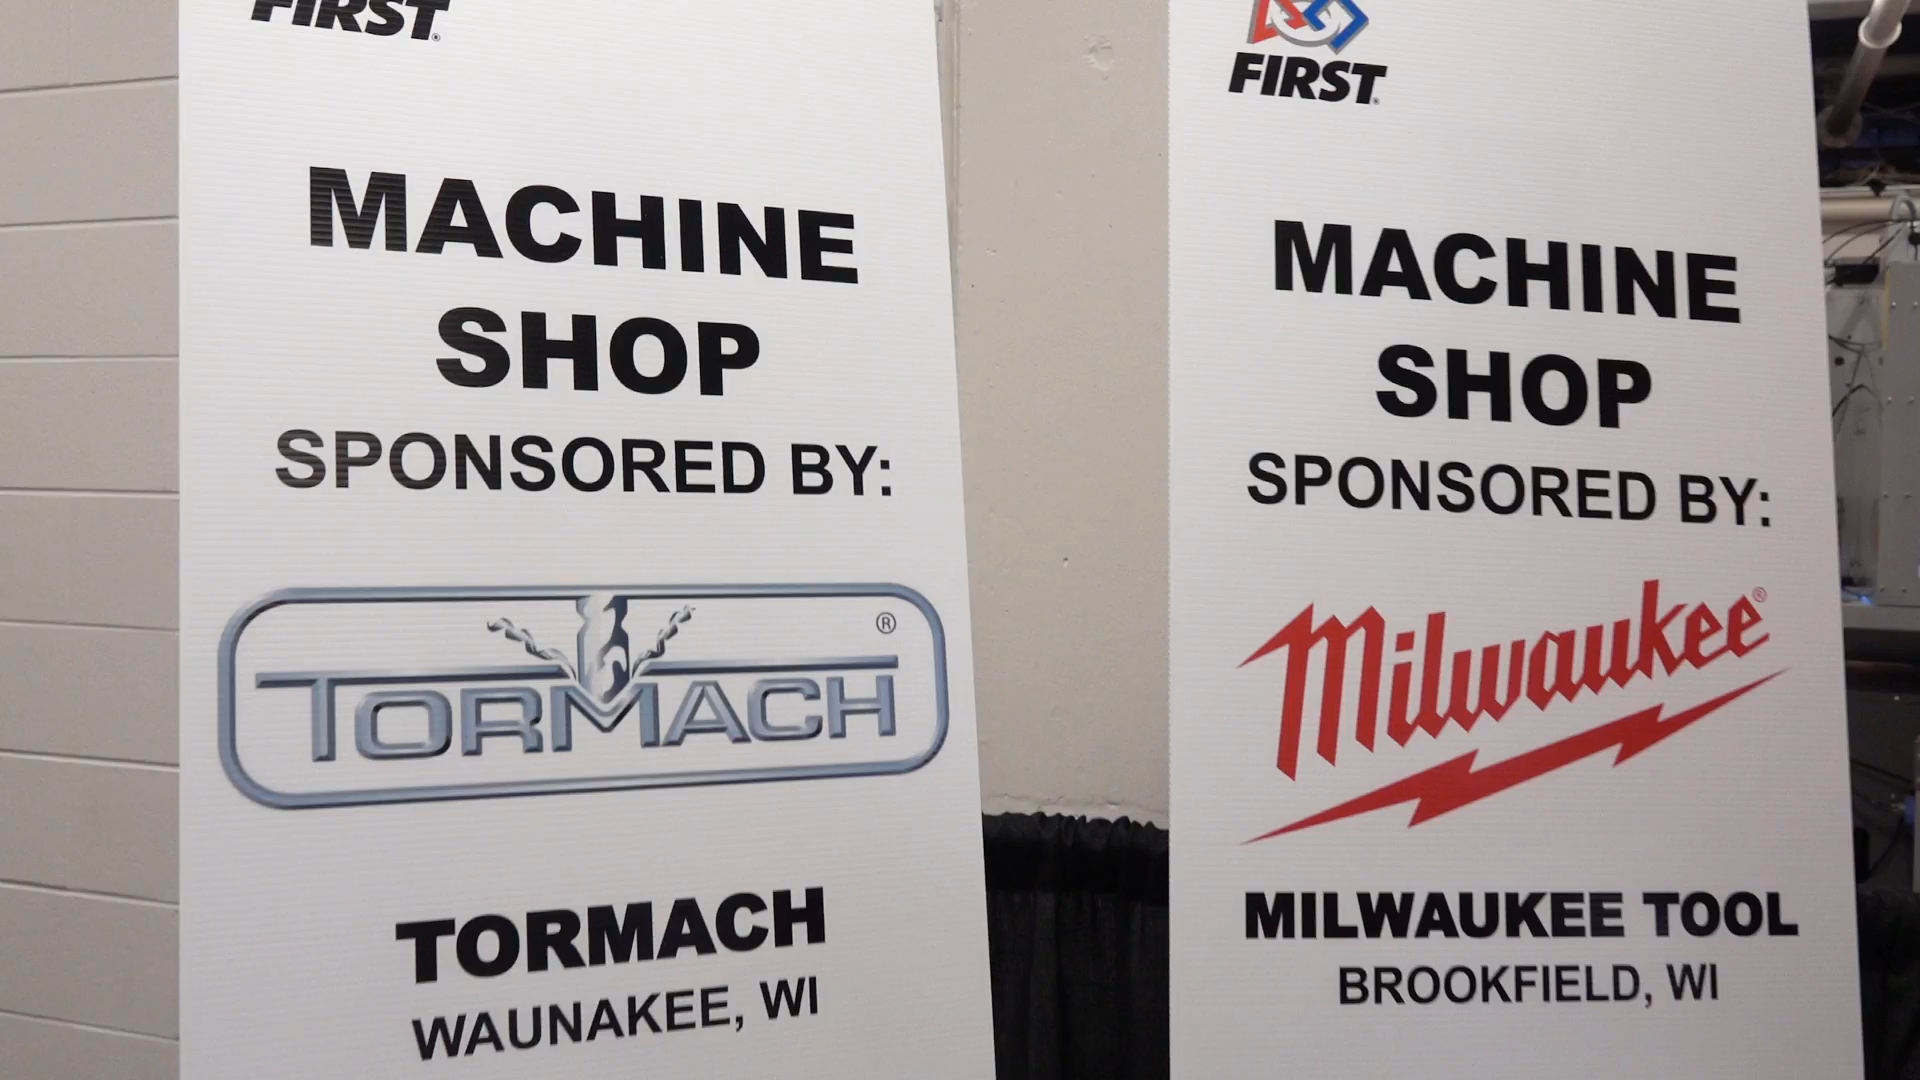 FIRST®
MACHINE
SHOP
SPONSORED BY:
TORMACH®
TORMACH
WAUNAKEE, WI
FIRST®
MACHINE
SHOP
SPONSORED BY:
Milwaukee®
MILWAUKEE TOOL
BROOKFIELD, WI